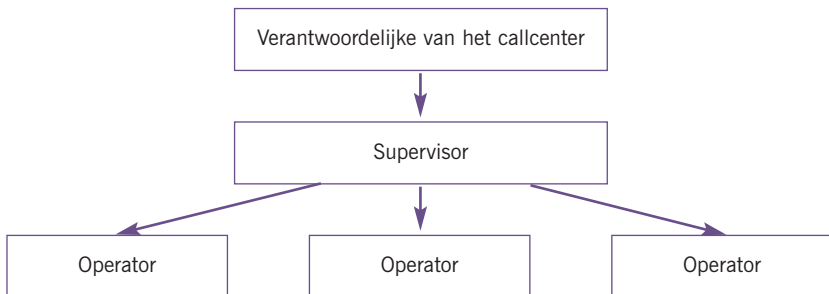 Verantwoordelijke van het callcenter
Supervisor
Operator
Operator
Operator